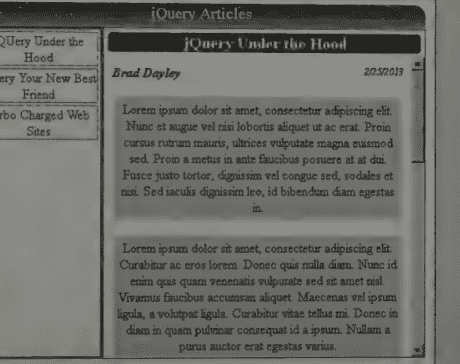 jQuery Articles
QUery Under the
Hood
ery Your New Best
Friend
rbo Charged Web
Sites
jQuery Under the Hood
Brad Dayley
2/25/2013
Lorem ipsum dolor sit amet, consectetur adipiscing elit.
Nunc et augue vel nisi lobortis aliquet ut ac erat. Proin
cursus rutrum mauris, ultrices vulputate magna euismod
sed. Proin a metus in ante faucibus posuere at at dui.
Fusce justo tortor, dignissim vel congue sed, sodales et
nisi. Sed iaculis dignissim leo, id bibendum diam egestas
in.
Lorem ipsum dolor sit amet, consectetur adipiscing elit.
Curabitur ac eros lorem. Donec quis nulla diam. Nunc id
enim quis quam venenatis vulputate sed sit amet nisl.
Vivamus faucibus accumsan aliquet. Maecenas vel ipsum
ligula, a volutpat ligula. Curabitur vitae tellus mi. Donec in
diam in quam pulvinar consequat id a ipsum. Nullam a
purus auctor erat egestas varius.